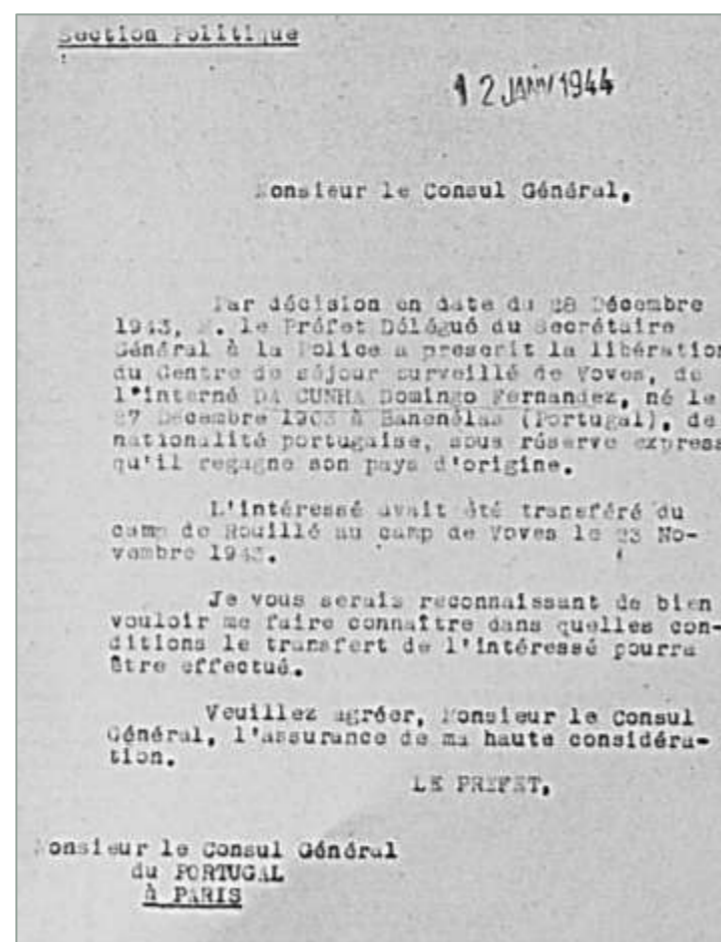 Section Politique
12 JANV 1944
Monsieur le Consul Général,
Par décision en date du 28 Décembre
1943, M. le Préfet Délégué du Secrétaire
Général à la Police a prescrit la libération
du Centre de séjour surveillé de Voves, de
l'interné DA CUNHA Domingo Fernandez, né le
27 Décembre 1903 à (Portugal), de
nationalité portugaise, sous réserve express
qu'il regagne son pays d'origine.
L'intéressé avait été transféré du
camp de Rouillé au camp de Voves le 23 No-
vembre 1943.
Je vous serais reconnaissant de bien
vouloir me faire connaître dans quelles con-
ditions le transfert de l'intéressé pourra
être effectué.
Veuillez agréer, Monsieur le Consul
Général, l'assurance de ma haute considéra-
tion.
LE PREFET,
Monsieur le Consul Général
du PORTUGAL
à PARIS